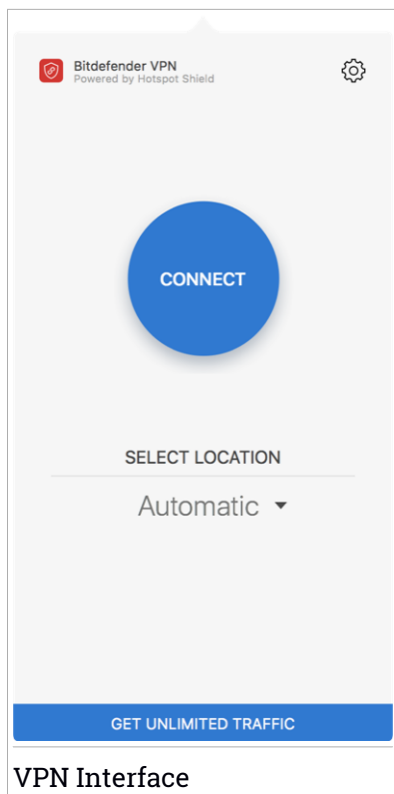 Bitdefender VPN
Powered by Hotspot Shield
CONNECT
SELECT LOCATION
Automatic
GET UNLIMITED TRAFFIC
VPN Interface